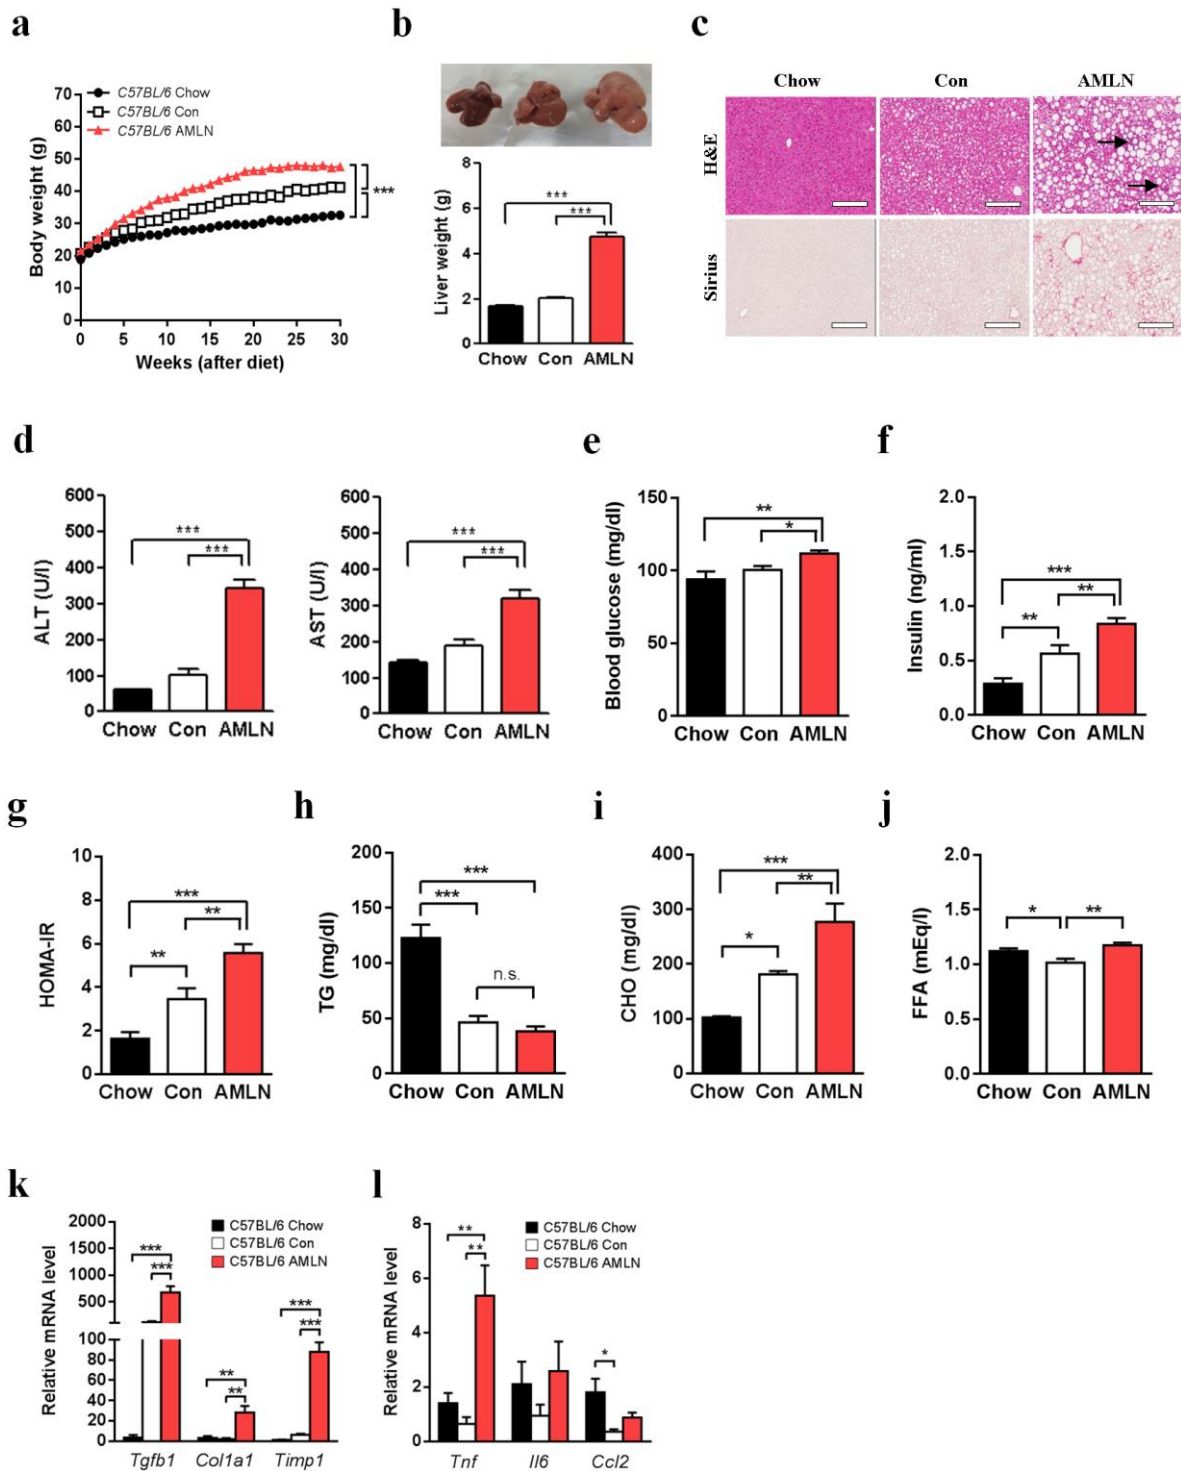 a
C57BL/6 Chow
C57BL/6 Con
C57BL/6 AMLN
Body weight (g)
70
60
50
40
30
20
10
0
***
0 5 10 15 20 25 30
Weeks (after diet)
b
Liver weight (g)
8
6
4
2
0
***
***
Chow Con AMLN
c
Chow Con AMLN
H&E
Sirius
d
ALT (U/l)
600
500
400
300
200
100
0
***
***
Chow Con AMLN
AST (U/l)
600
500
400
300
200
100
0
***
***
Chow Con AMLN
e
Blood glucose (mg/dl)
150
100
50
0
**
*
Chow Con AMLN
f
Insulin (ng/ml)
2.0
1.5
1.0
0.5
0.0
***
**
**
Chow Con AMLN
g
HOMA-IR
10
8
6
4
2
0
***
**
**
Chow Con AMLN
h
TG (mg/dl)
200
150
100
50
0
***
***
n.s.
Chow Con AMLN
i
CHO (mg/dl)
400
300
200
100
0
***
**
*
Chow Con AMLN
j
FFA (mEq/l)
2.0
1.5
1.0
0.5
0.0
* **
Chow Con AMLN
k
Relative mRNA level
2000
1500
1000
500
100
80
60
40
20
0
C57BL/6 Chow
C57BL/6 Con
C57BL/6 AMLN
***
***
**
**
***
***
Tgfb1 Col1a1 Timp1
l
Relative mRNA level
8
6
4
2
0
C57BL/6 Chow
C57BL/6 Con
C57BL/6 AMLN
**
**
*
Tnf Il6 Ccl2